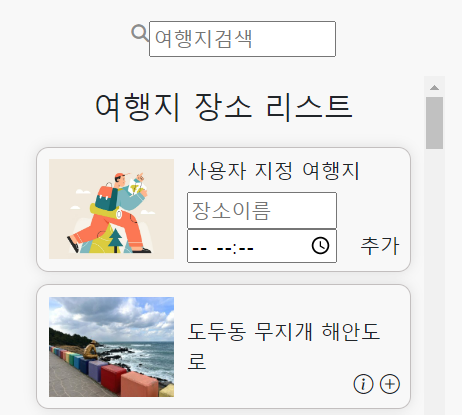 여행지검색
여행지 장소 리스트
사용자 지정 여행지
장소이름
-- --:--
추가
도두동 무지개 해안도
로